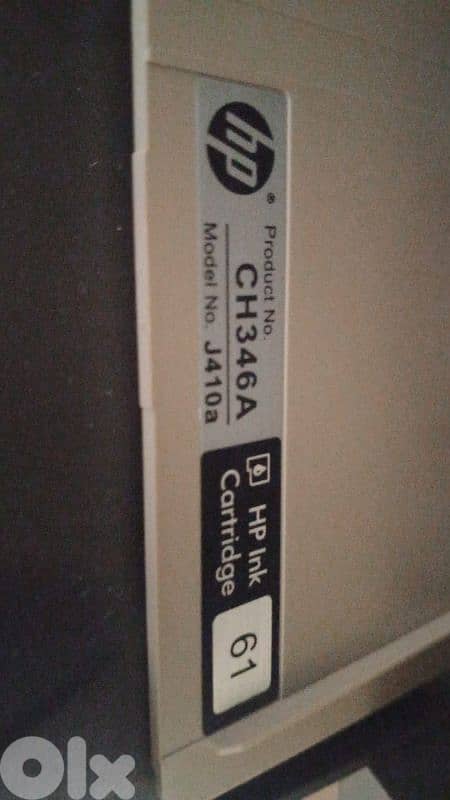 hp®
Product No.
CH346A
Model No. J410a
HP Ink
Cartridge
61
OLX